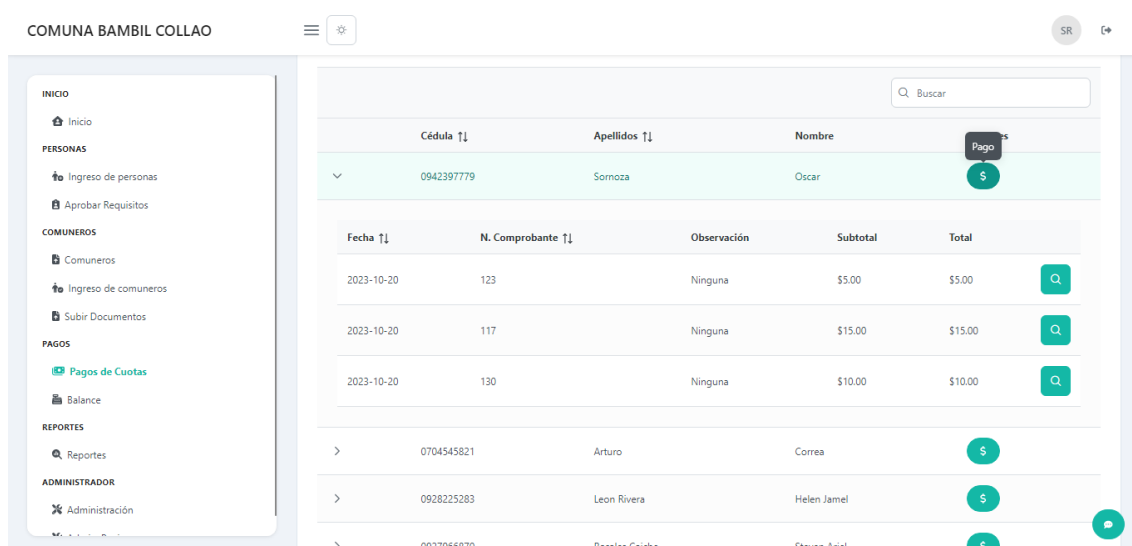 COMUNA BAMBIL COLLAO
SR
INICIO
Inicio
PERSONAS
Ingreso de personas
Aprobar Requisitos
COMUNEROS
Comuneros
Ingreso de comuneros
Subir Documentos
PAGOS
Pagos de Cuotas
Balance
REPORTES
Reportes
ADMINISTRADOR
Administración
Buscar
Cédula Apellidos Nombre
Pago
0942397779 Sornoza Oscar $
Fecha N. Comprobante Observación Subtotal Total
2023-10-20 123 Ninguna $5.00 $5.00
2023-10-20 117 Ninguna $15.00 $15.00
2023-10-20 130 Ninguna $10.00 $10.00
0704545821 Arturo Correa $
0928225283 Leon Rivera Helen Jamel $